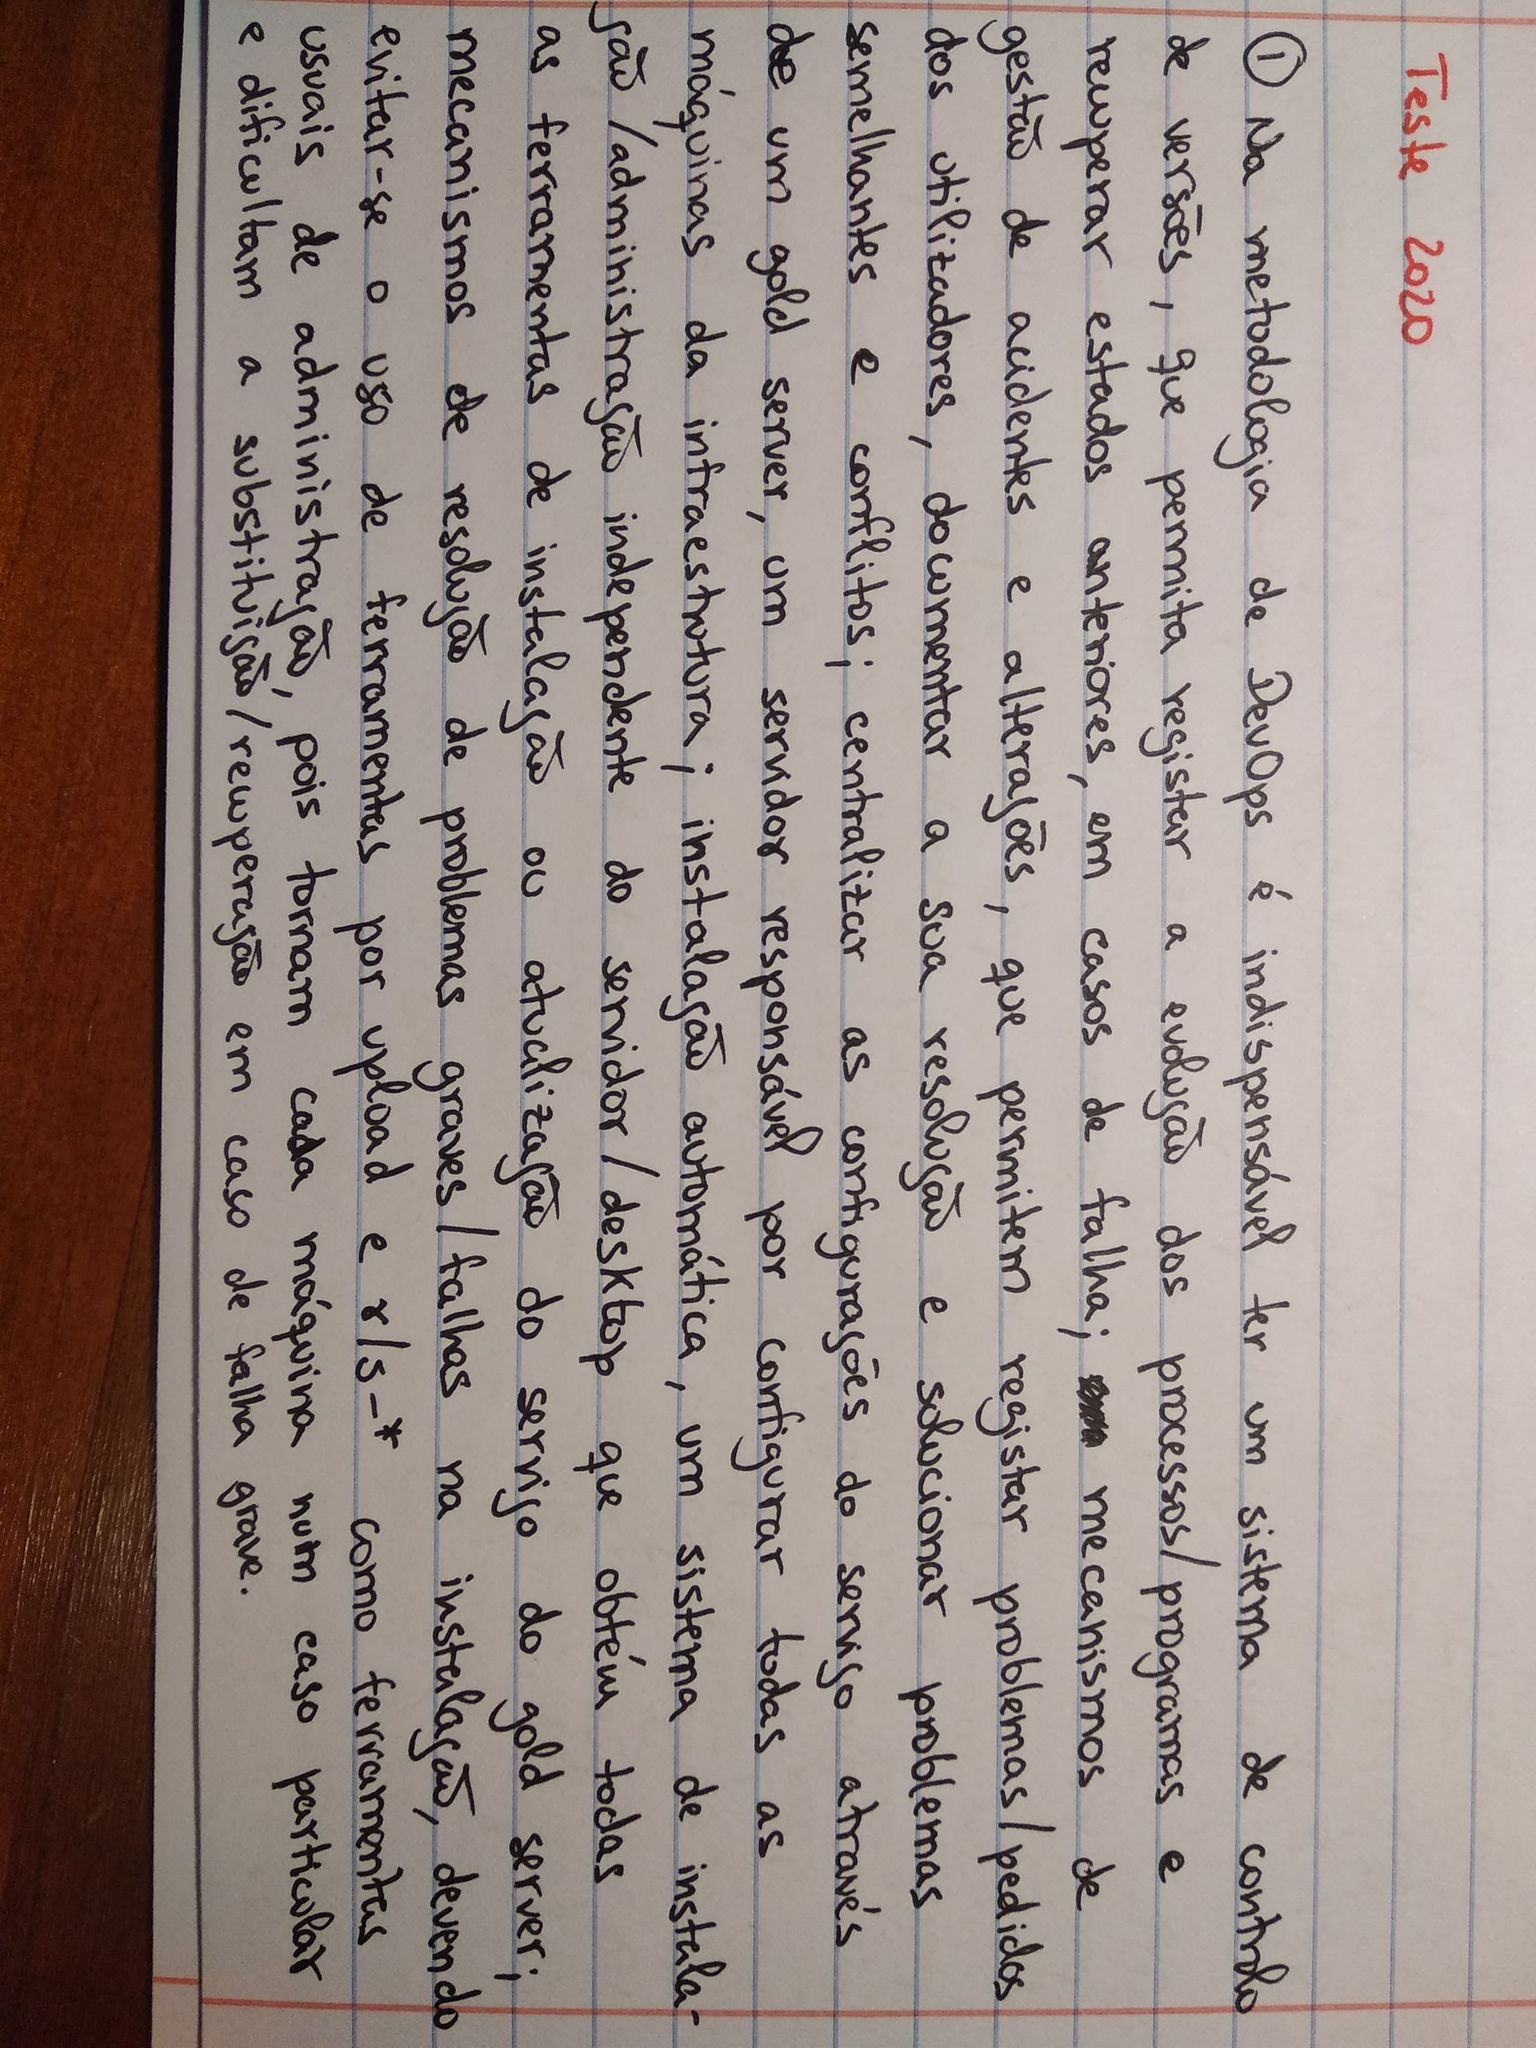 Teste 2020
① Na metodologia de DevOps é indispensável ter um sistema de controlo
de versões, que permita registar a evolução dos processos/programas e
recuperar estados anteriores, em casos de falha; mecanismos de
gestão de acidentes e alterações, que permitem registar problemas/pedidos
dos utilizadores, documentar a sua resolução e solucionar problemas
semelhantes e conflitos; centralizar as configurações do serviço através
de um gold server, um servidor responsável por configurar todas as
máquinas da infraestrutura; instalação automática, um sistema de instala-
ção/administração independente do servidor/desktop que obtém todas
as ferramentas de instalação ou atualização do serviço do gold server;
mecanismos de resolução de problemas graves/falhas na instalação, devendo
evitar-se o uso de ferramentas por upload e r/s-* como ferramentas
usuais de administração, pois tornam cada máquina num caso particular
e dificultam a substituição/recuperação em caso de falha grave.